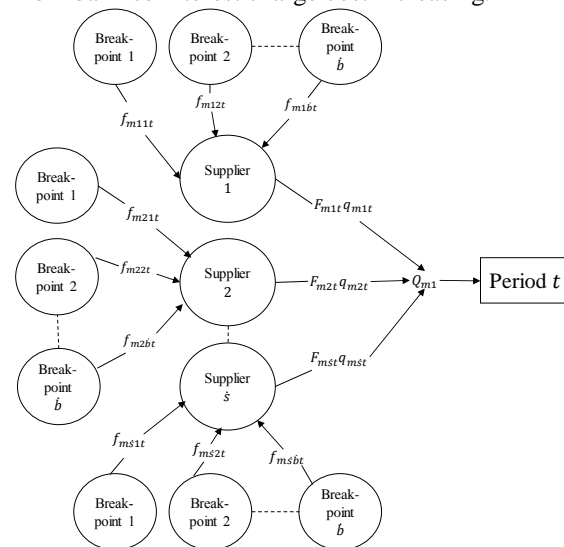 Break-
point 1
Break-
point 2
Break-
point
ḃ
f_{m11t}
f_{m12t}
f_{m1ḃt}
Supplier
1
Break-
point 1
f_{m21t}
F_{m1t}q_{m1t}
Break-
point 2
f_{m22t}
Supplier
2
F_{m2t}q_{m2t}
Q_{m1}
Period t
f_{m2ḃt}
Break-
point
ḃ
Supplier
ṡ
F_{mṡt}q_{mṡt}
f_{mṡ1t}
f_{mṡ2t}
f_{mṡḃt}
Break-
point 1
Break-
point 2
Break-
point
ḃ